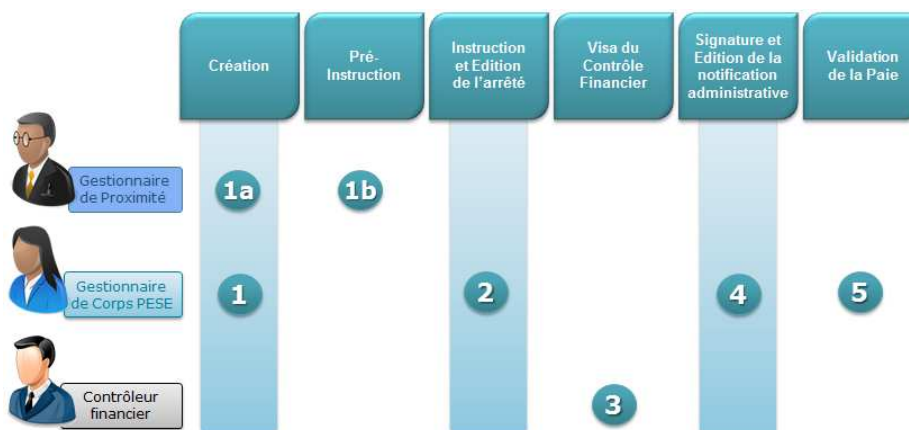 Création
Pré-
Instruction
Instruction
et Edition
de l'arrêté
Visa du
Contrôle
Financier
Signature et
Edition de la
notification
administrative
Validation
de la Paie
Gestionnaire
de Proximité
1a
1b
Gestionnaire
de Corps PESE
1
2
4
5
Contrôleur
financier
3